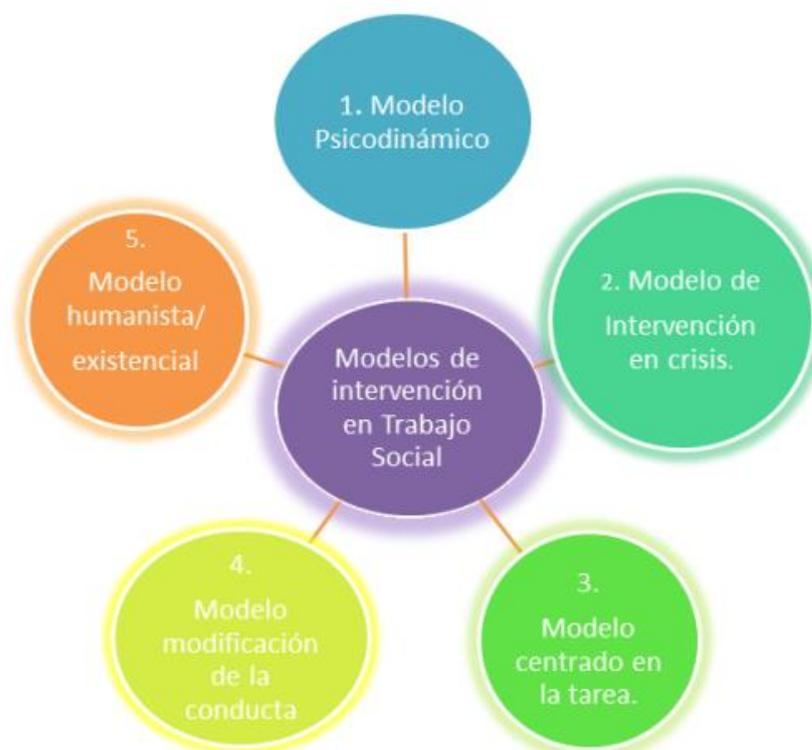 1. Modelo
Psicodinámico
2. Modelo de
Intervención
en crisis.
3.
Modelo
centrado en
la tarea.
4.
Modelo
modificación
de la
conducta
5.
Modelo
humanista/
existencial
Modelos de
intervención
en Trabajo
Social